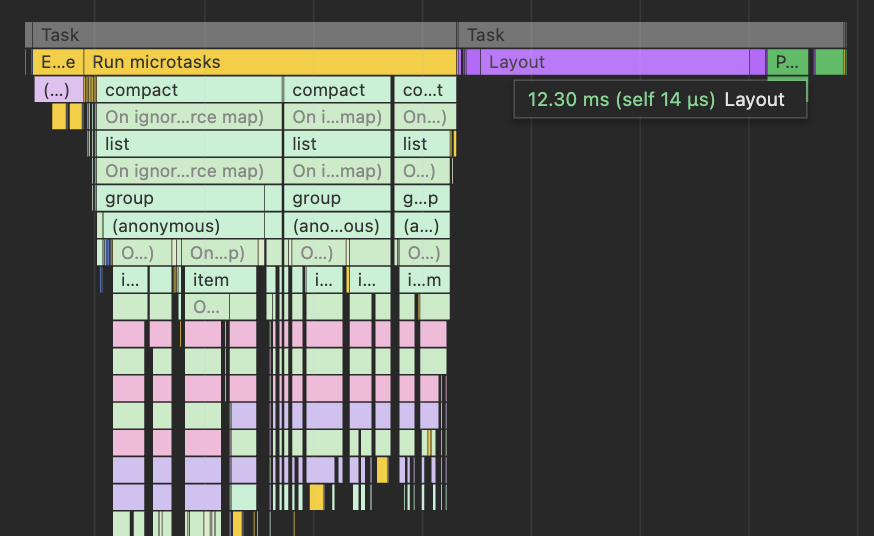 Task Task
E...e Run microtasks Layout P...
(...) compact compact co...t
12.30 ms (self 14 μs) Layout
On ignor...rce map) On i...map) On...)
list list list
On ignor...rce map) On i...map) O...)
group group g...p
(anonymous) (ano...ous) (a...)
O...) On...p) O...) O...)
i... item i... i... i...m
O...